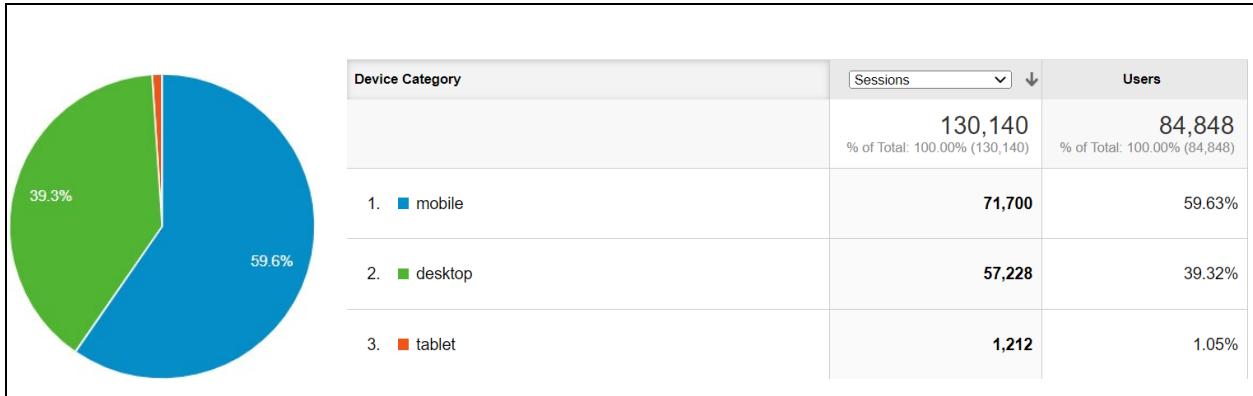 Device Category Sessions Users
130,140 84,848
% of Total: 100.00% (130,140) % of Total: 100.00% (84,848)
39.3%
59.6%
1. mobile 71,700 59.63%
2. desktop 57,228 39.32%
3. tablet 1,212 1.05%